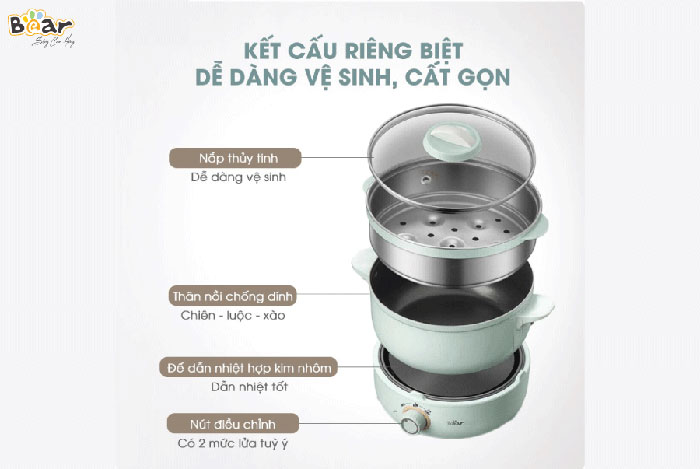 Bear
KẾT CẤU RIÊNG BIỆT
DỄ DÀNG VỆ SINH, CẤT GỌN
Nắp thủy tinh
Dễ dàng vệ sinh
Thân nồi chống dính
Chiên - luộc - xào
Đổ dẫn nhiệt hợp kim nhôm
Dẫn nhiệt tốt
Nút điều chỉnh
Có 2 mức lửa tuỳ ý
Bear